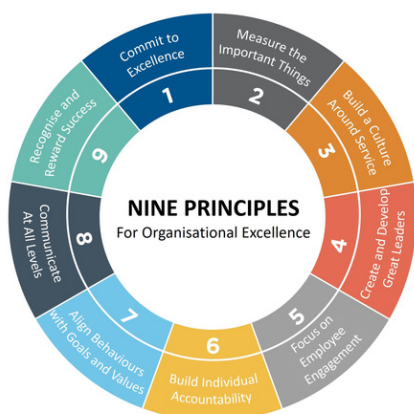 NINE PRINCIPLES
For Organisational Excellence
Commit to
Excellence
1
Measure the
Important Things
2
Build a Culture
Around Service
3
Create and Develop
Great Leaders
4
Focus on
Employee
Engagement
5
Build Individual
Accountability
6
Align Behaviours
with Goals and Values
7
Communicate
At All Levels
8
Recognise and
Reward Success
9